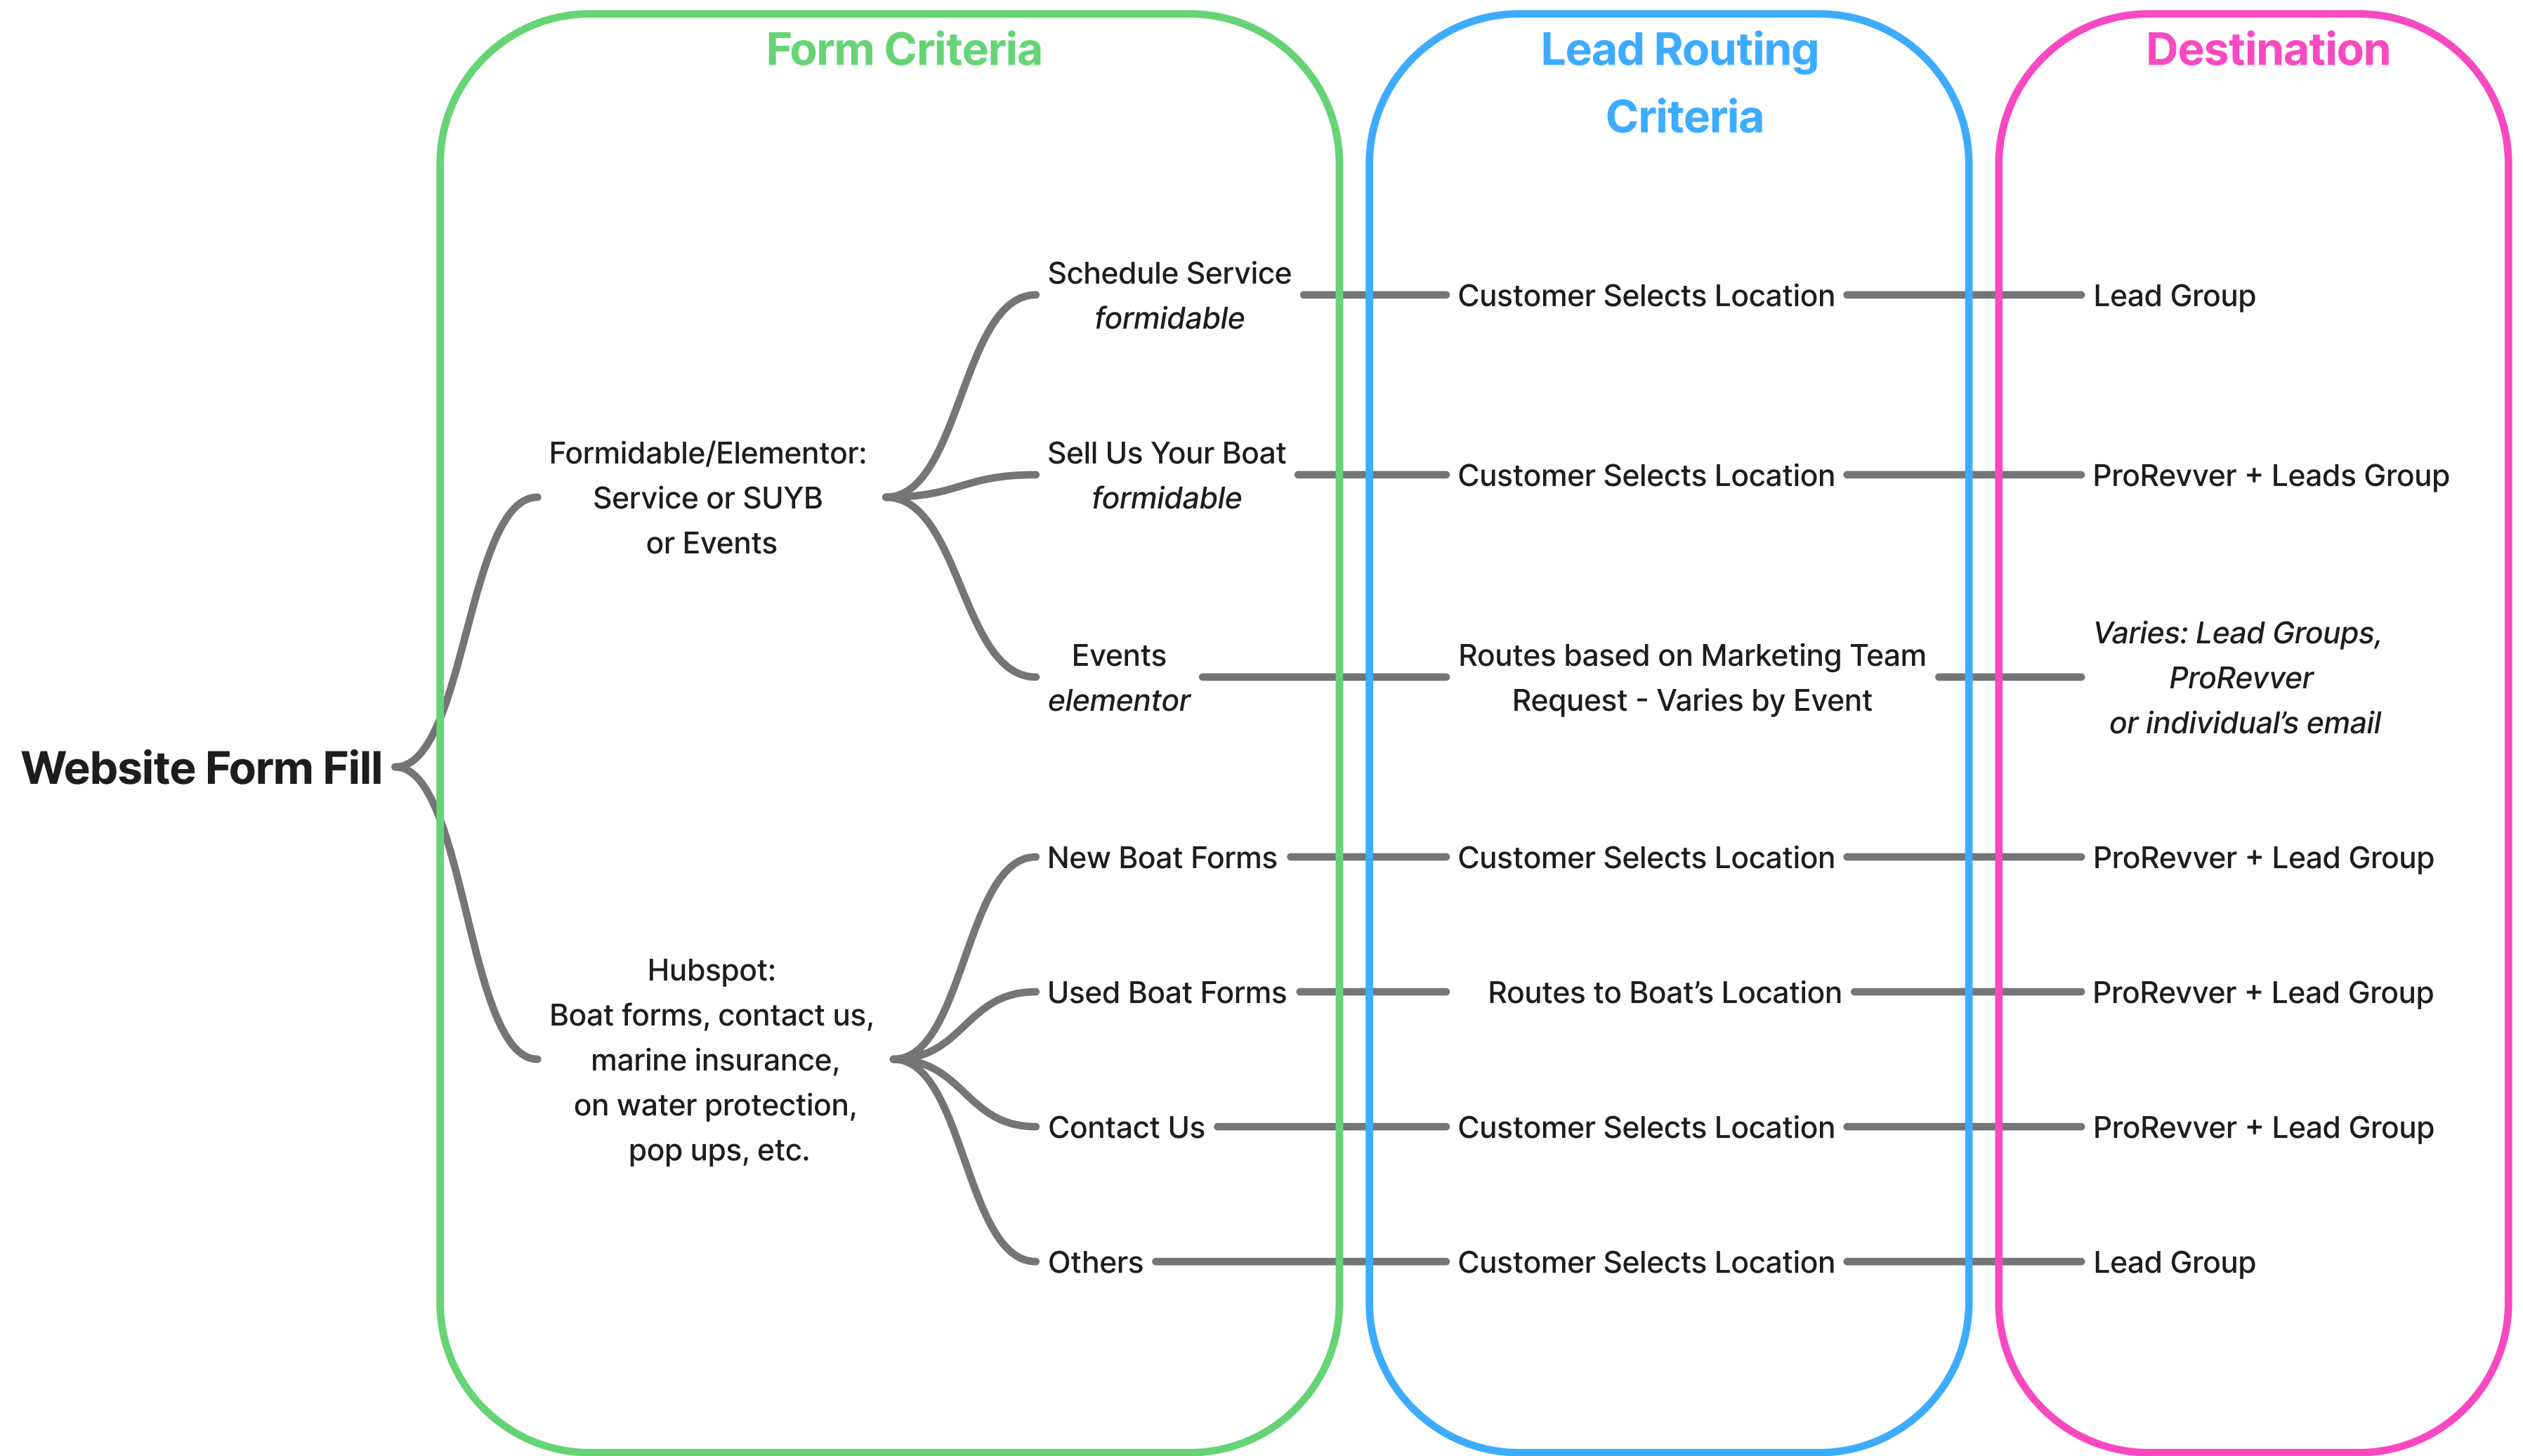 Form Criteria
Lead Routing
Criteria
Destination
Website Form Fill
Formidable/Elementor:
Service or SUYB
or Events
Schedule Service
formidable
Customer Selects Location
Lead Group
Sell Us Your Boat
formidable
Customer Selects Location
ProRevver + Leads Group
Events
elementor
Routes based on Marketing Team
Request - Varies by Event
Varies: Lead Groups,
ProRevver
or individual’s email
Hubspot:
Boat forms, contact us,
marine insurance,
on water protection,
pop ups, etc.
New Boat Forms
Customer Selects Location
ProRevver + Lead Group
Used Boat Forms
Routes to Boat’s Location
ProRevver + Lead Group
Contact Us
Customer Selects Location
ProRevver + Lead Group
Others
Customer Selects Location
Lead Group